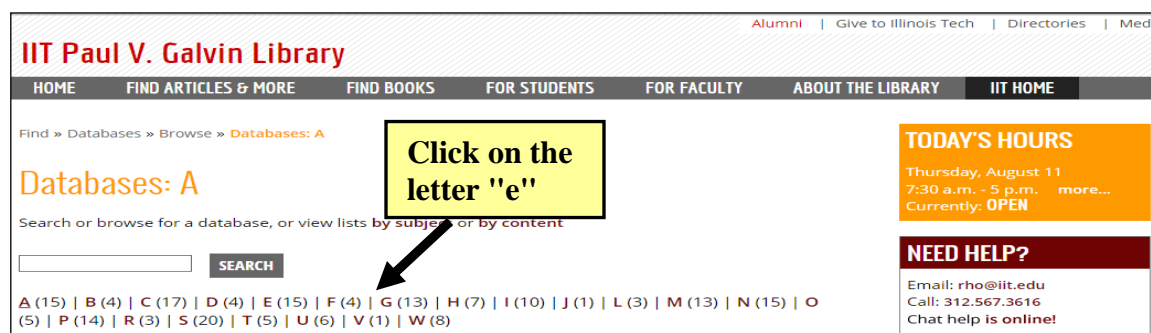 Alumni | Give to Illinois Tech | Directories | Med
IIT Paul V. Galvin Library
HOME FIND ARTICLES & MORE FIND BOOKS FOR STUDENTS FOR FACULTY ABOUT THE LIBRARY IIT HOME
Find » Databases » Browse » Databases: A
Click on the
letter "e"
Databases: A
Search or browse for a database, or view lists by subject or by content
SEARCH
A (15) | B (4) | C (17) | D (4) | E (15) | F (4) | G (13) | H (7) | I (10) | J (1) | L (3) | M (13) | N (15) | O
(5) | P (14) | R (3) | S (20) | T (5) | U (6) | V (1) | W (8)
TODAY'S HOURS
Thursday, August 11
7:30 a.m. - 5 p.m. more...
Currently: OPEN
NEED HELP?
Email: rho@iit.edu
Call: 312.567.3616
Chat help is online!